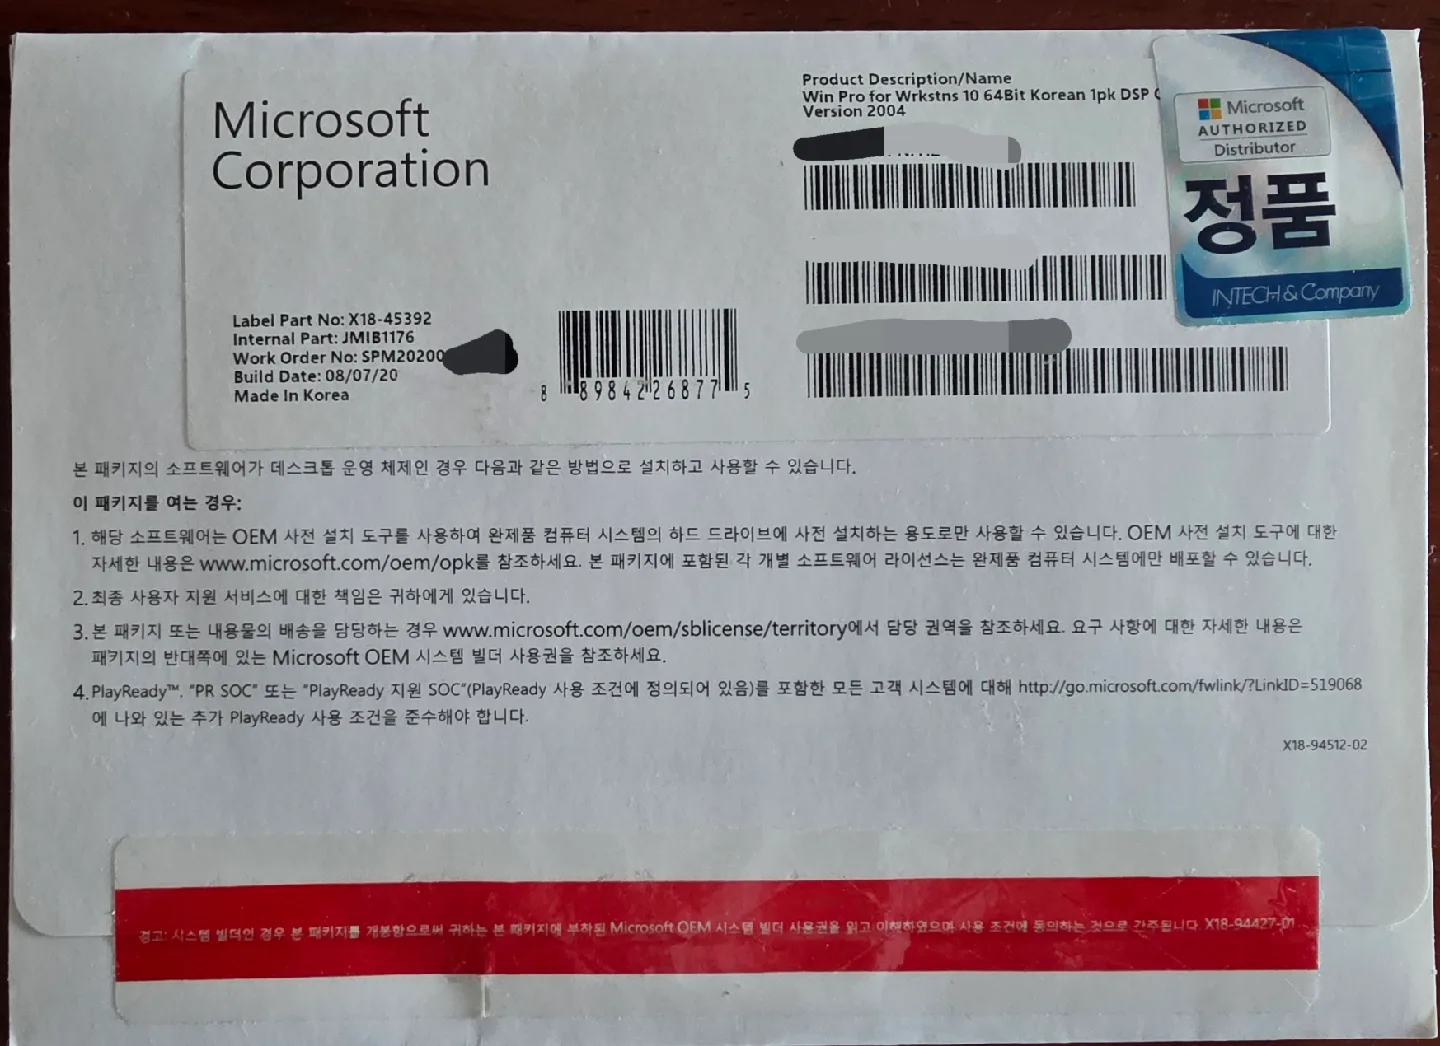 Microsoft
Corporation
Product Description/Name
Win Pro for Wrkstns 10 64Bit Korean 1pk DSP
Version 2004
Microsoft
AUTHORIZED
Distributor
정품
INTECH & Company
Label Part No: X18-45392
Internal Part: JMIB1176
Work Order No: SPM20200
Build Date: 08/07/20
Made In Korea
8 89842 26877 5
본 패키지의 소프트웨어가 데스크톱 운영 체제인 경우 다음과 같은 방법으로 설치하고 사용할 수 있습니다.
이 패키지를 여는 경우:
1. 해당 소프트웨어는 OEM 사전 설치 도구를 사용하여 완제품 컴퓨터 시스템의 하드 드라이브에 사전 설치하는 용도로만 사용할 수 있습니다. OEM 사전 설치 도구에 대한
자세한 내용은 www.microsoft.com/oem/opk를 참조하세요. 본 패키지에 포함된 각 개별 소프트웨어 라이선스는 완제품 컴퓨터 시스템에만 배포할 수 있습니다.
2. 최종 사용자 지원 서비스에 대한 책임은 귀하에게 있습니다.
3. 본 패키지 또는 내용물의 배송을 담당하는 경우 www.microsoft.com/oem/sblicense/territory에서 담당 권역을 참조하세요. 요구 사항에 대한 자세한 내용은
패키지의 반대쪽에 있는 Microsoft OEM 시스템 빌더 사용권을 참조하세요.
4. PlayReady™. "PR SOC" 또는 "PlayReady 지원 SOC"(PlayReady 사용 조건에 정의되어 있음)를 포함한 모든 고객 시스템에 대해 http://go.microsoft.com/fwlink/?LinkID=519068
에 나와 있는 추가 PlayReady 사용 조건을 준수해야 합니다.
X18-94512-02
경고: 시스템 빌더인 경우 본 패키지를 개봉함으로써 귀하는 본 패키지에 부착된 Microsoft OEM 시스템 빌더 사용권을 읽고 이해하였으며 사용 조건에 동의하는 것으로 간주됩니다. X18-94427-01